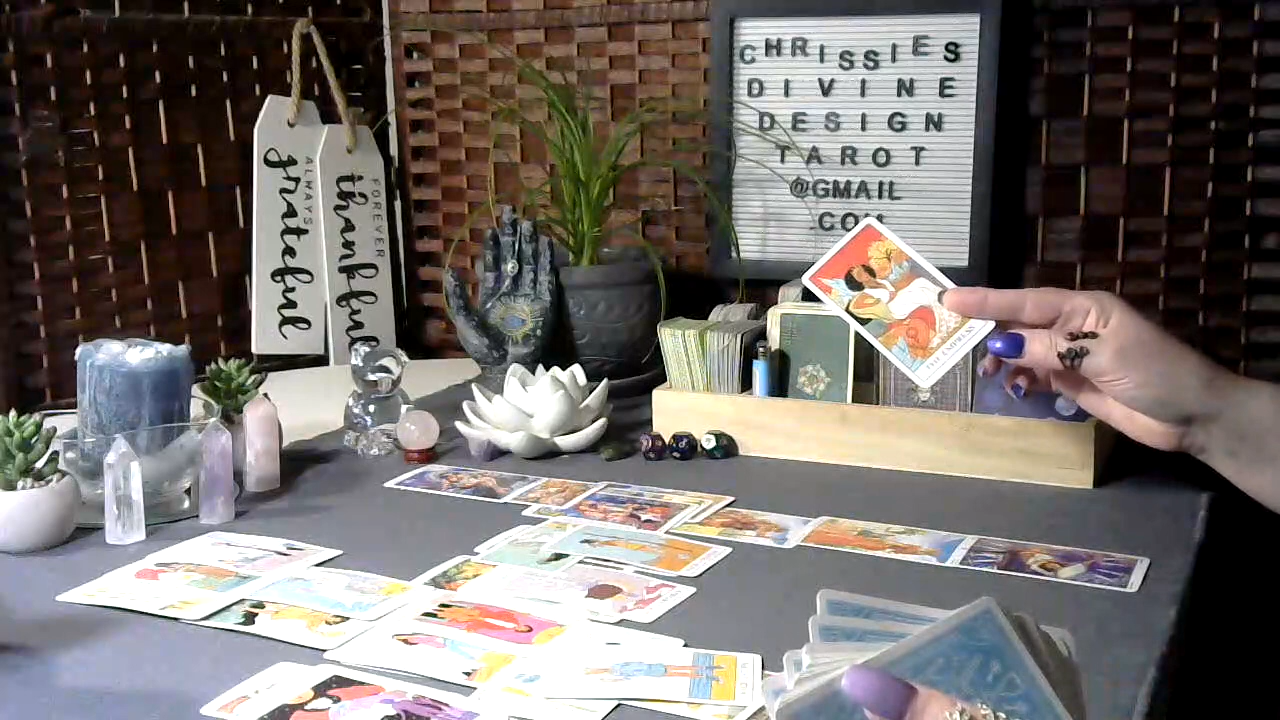 ALWAYS
grateful
FOREVER
thankful
CHRISSIES
DIVINE
DESIGN
TAROT
@GMAIL
.COM
THE EMPRESS